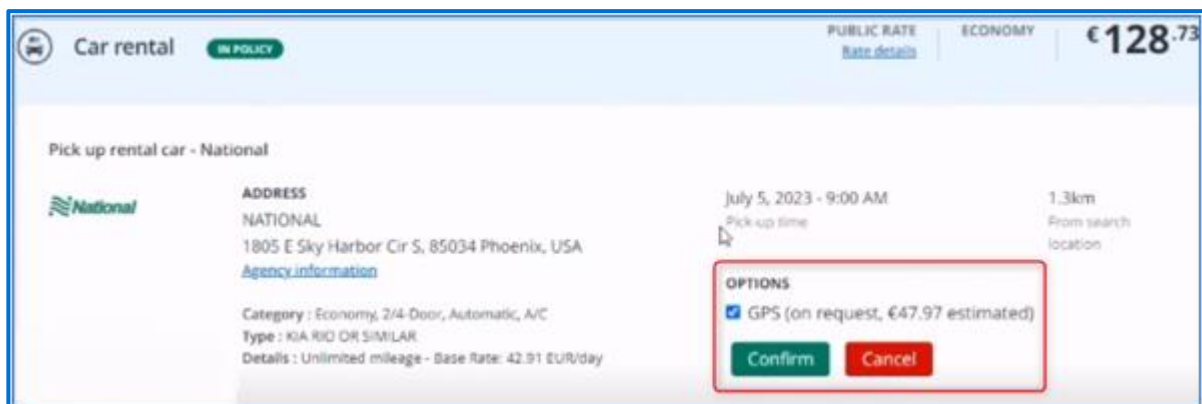 Car rental
IN POLICY
PUBLIC RATE
Rate details
ECONOMY
€128.73
Pick up rental car - National
National
ADDRESS
NATIONAL
1805 E Sky Harbor Cir S, 85034 Phoenix, USA
Agency information
Category : Economy, 2/4-Door, Automatic, A/C
Type : KIA RIO OR SIMILAR
Details : Unlimited mileage - Base Rate: 42.91 EUR/day
July 5, 2023 - 9:00 AM
Pick-up time
1.3km
From search
location
OPTIONS
GPS (on request, €47.97 estimated)
Confirm
Cancel